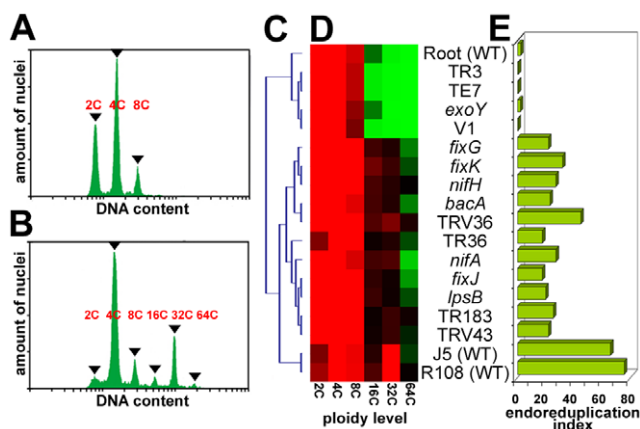 A
amount of nuclei
2C 4C 8C
DNA content
B
amount of nuclei
2C 4C 8C 16C 32C 64C
DNA content
C D
ploidy level
Root (WT)
TR3
TE7
exoY
V1
fixG
fixK
nifH
bacA
TRV36
TR36
nifA
fixJ
lpsB
TR183
TRV43
J5 (WT)
R108 (WT)
2C 4C 8C 16C 32C 64C
ploidy level
E
0 20 40 60 80
endoreduplication
index